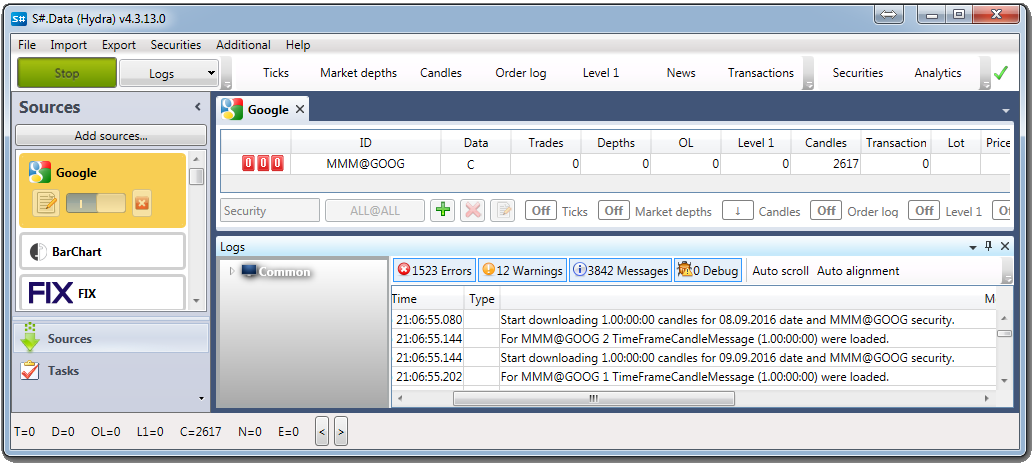 S# S#.Data (Hydra) v4.3.13.0
File Import Export Securities Additional Help
Stop Logs Ticks Market depths Candles Order log Level 1 News Transactions Securities Analytics
Sources
Add sources...
Google
BarChart
FIX FIX
Sources
Tasks
Google
ID Data Trades Depths OL Level 1 Candles Transaction Lot Price
0 0 0 MMM@GOOG C 0 0 0 0 2617 0
Security ALL@ALL Off Ticks Off Market depths ↓ Candles Off Order log Off Level 1
Logs
Common
1523 Errors 12 Warnings 3842 Messages 0 Debug Auto scroll Auto alignment
Time Type M
21:06:55.080 Start downloading 1.00:00:00 candles for 08.09.2016 date and MMM@GOOG security.
21:06:55.144 For MMM@GOOG 2 TimeFrameCandleMessage (1.00:00:00) were loaded.
21:06:55.144 Start downloading 1.00:00:00 candles for 09.09.2016 date and MMM@GOOG security.
21:06:55.202 For MMM@GOOG 1 TimeFrameCandleMessage (1.00:00:00) were loaded.
T=0 D=0 OL=0 L1=0 C=2617 N=0 E=0 < >